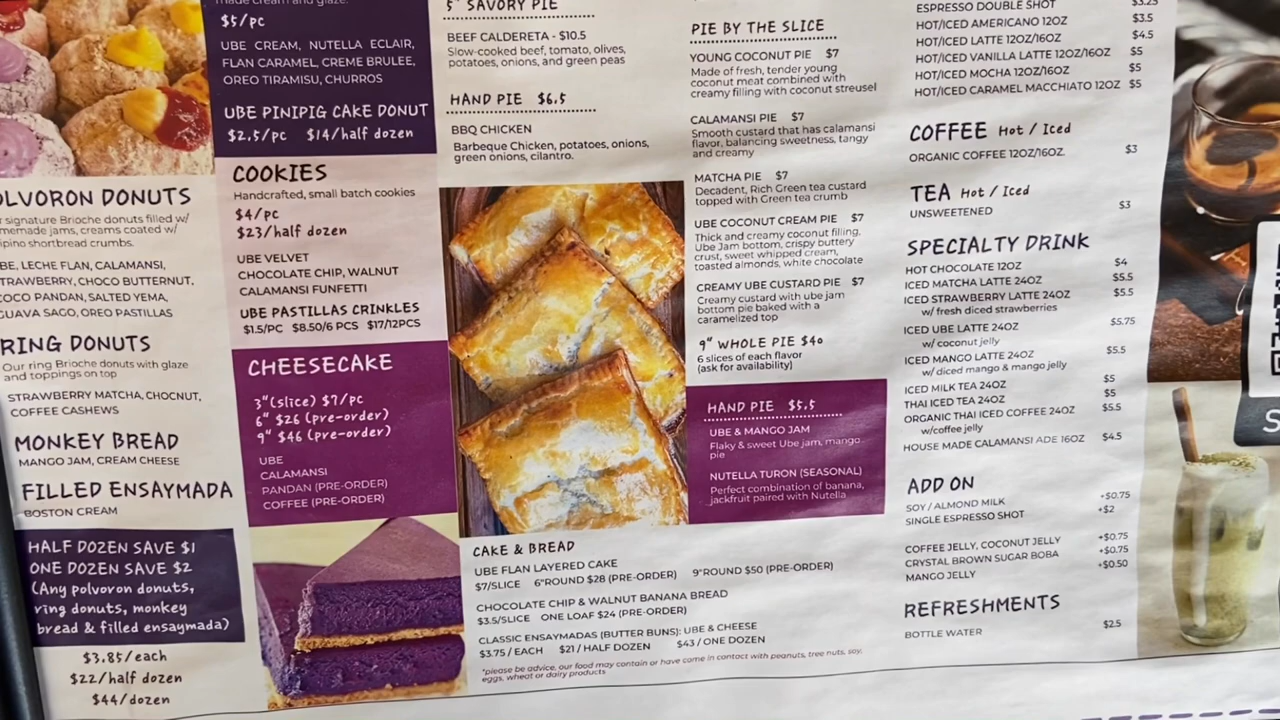 $5/pc
UBE CREAM, NUTELLA ECLAIR,
FLAN CARAMEL, CREME BRULEE,
OREO TIRAMISU, CHURROS
UBE PINIPIG CAKE DONUT
$2.5/pc $14/half dozen
OLVORON DONUTS
r signature Brioche donuts filled w/
memade jams, creams coated w/
ipino shortbread crumbs.
BE, LECHE FLAN, CALAMANSI,
TRAWBERRY, CHOCO BUTTERNUT,
OCO PANDAN, SALTED YEMA,
GUAVA SAGO, OREO PASTILLAS
RING DONUTS
Our ring Brioche donuts with glaze
and toppings on top
STRAWBERRY MATCHA, CHOCNUT,
COFFEE CASHEWS
MONKEY BREAD
MANGO JAM, CREAM CHEESE
FILLED ENSAYMADA
BOSTON CREAM
HALF DOZEN SAVE $1
ONE DOZEN SAVE $2
(Any polvoron donuts,
ring donuts, monkey
bread & filled ensaymada)
$3.85/each
$22/half dozen
$44/dozen
COOKIES
Handcrafted, small batch cookies
$4/pc
$23/half dozen
UBE VELVET
CHOCOLATE CHIP, WALNUT
CALAMANSI FUNFETTI
UBE PASTILLAS CRINKLES
$1.5/PC $8.50/6 PCS $17/12PCS
CHEESECAKE
3"(slice) $7/pc
6" $26 (pre-order)
9" $46 (pre-order)
UBE
CALAMANSI
PANDAN (PRE-ORDER)
COFFEE (PRE-ORDER)
5" SAVORY PIE
BEEF CALDERETA - $10.5
Slow-cooked beef, tomato, olives,
potatoes, onions, and green peas
HAND PIE $6.5
BBQ CHICKEN
Barbeque Chicken, potatoes, onions,
green onions, cilantro.
CAKE & BREAD
UBE FLAN LAYERED CAKE
$7/SLICE 6"ROUND $28 (PRE-ORDER) 9"ROUND $50 (PRE-ORDER)
CHOCOLATE CHIP & WALNUT BANANA BREAD
$3.5/SLICE ONE LOAF $24 (PRE-ORDER)
CLASSIC ENSAYMADAS (BUTTER BUNS): UBE & CHEESE
$3.75 / EACH $21 / HALF DOZEN $43 / ONE DOZEN
*please be advice, our food may contain or have come in contact with peanuts, tree nuts, soy,
eggs, wheat or dairy products
PIE BY THE SLICE
YOUNG COCONUT PIE $7
Made of fresh, tender young
coconut meat combined with
creamy filling with coconut streusel
CALAMANSI PIE $7
Smooth custard that has calamansi
flavor, balancing sweetness, tangy
and creamy
MATCHA PIE $7
Decadent, Rich Green tea custard
topped with Green tea crumb
UBE COCONUT CREAM PIE $7
Thick and creamy coconut filling,
Ube Jam bottom, crispy buttery
crust, sweet whipped cream,
toasted almonds, white chocolate
CREAMY UBE CUSTARD PIE $7
Creamy custard with ube jam
bottom pie baked with a
caramelized top
9" WHOLE PIE $40
6 slices of each flavor
(ask for availability)
HAND PIE $5.5
UBE & MANGO JAM
Flaky & sweet Ube jam, mango
pie
NUTELLA TURON (SEASONAL)
Perfect combination of banana,
jackfruit paired with Nutella
ESPRESSO DOUBLE SHOT $3.25
HOT/ICED AMERICANO 12OZ $3.5
HOT/ICED LATTE 12OZ/16OZ $4.5
HOT/ICED VANILLA LATTE 12OZ/16OZ $5
HOT/ICED MOCHA 12OZ/16OZ $5
HOT/ICED CARAMEL MACCHIATO 12OZ $5
COFFEE Hot / Iced
ORGANIC COFFEE 12OZ/16OZ. $3
TEA Hot / Iced
UNSWEETENED $3
SPECIALTY DRINK
HOT CHOCOLATE 12OZ $4
ICED MATCHA LATTE 24OZ $5.5
ICED STRAWBERRY LATTE 24OZ $5.5
w/ fresh diced strawberries
ICED UBE LATTE 24OZ $5.75
w/ coconut jelly
ICED MANGO LATTE 24OZ $5.5
w/ diced mango & mango jelly
ICED MILK TEA 24OZ $5
THAI ICED TEA 24OZ $5
ORGANIC THAI ICED COFFEE 24OZ $5.5
w/coffee jelly
HOUSE MADE CALAMANSI ADE 16OZ $4.5
ADD ON
SOY / ALMOND MILK +$0.75
SINGLE ESPRESSO SHOT +$2
COFFEE JELLY, COCONUT JELLY +$0.75
CRYSTAL BROWN SUGAR BOBA +$0.75
MANGO JELLY +$0.50
REFRESHMENTS
BOTTLE WATER $2.5
S